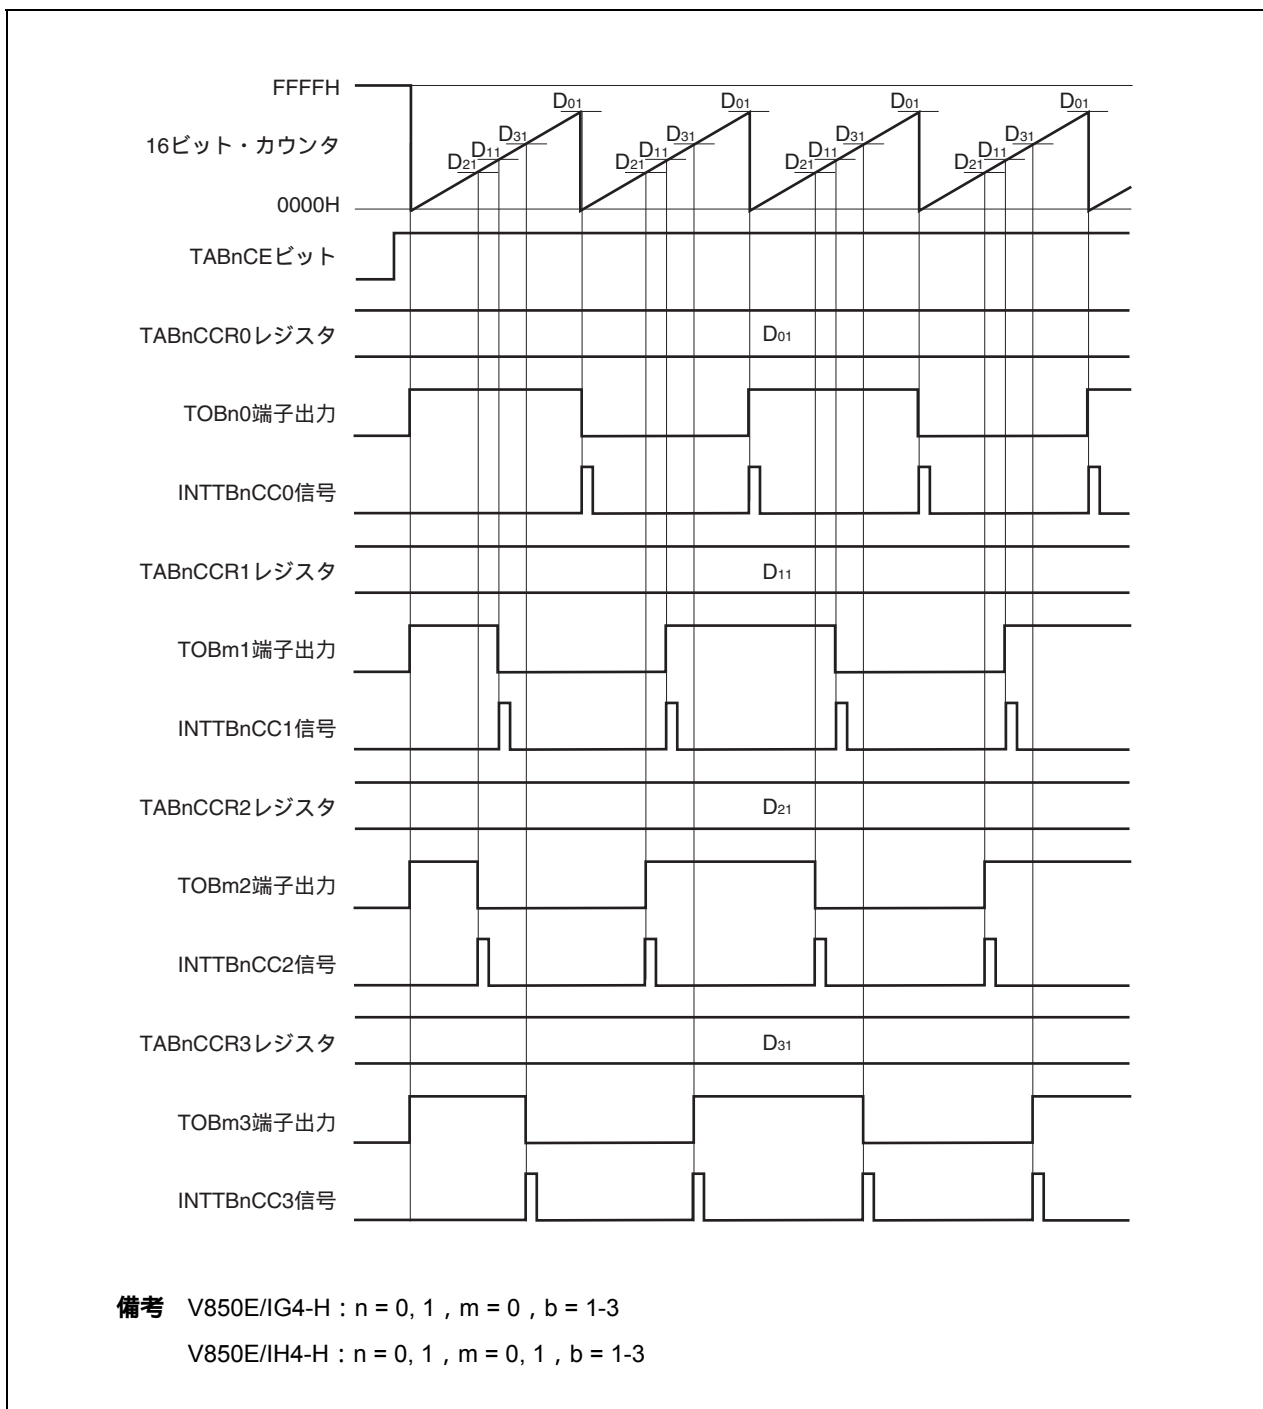 FFFFH
D01 D01 D01 D01
16ビット・カウンタ
D31 D31 D31 D31
D11 D11 D11 D11
D21 D21 D21 D21
0000H
TABnCEビット
TABnCCR0レジスタ D01
TOBn0端子出力
INTTBnCC0信号
TABnCCR1レジスタ D11
TOBm1端子出力
INTTBnCC1信号
TABnCCR2レジスタ D21
TOBm2端子出力
INTTBnCC2信号
TABnCCR3レジスタ D31
TOBm3端子出力
INTTBnCC3信号
備考 V850E/IG4-H : n = 0, 1 , m = 0 , b = 1-3
V850E/IH4-H : n = 0, 1 , m = 0, 1 , b = 1-3